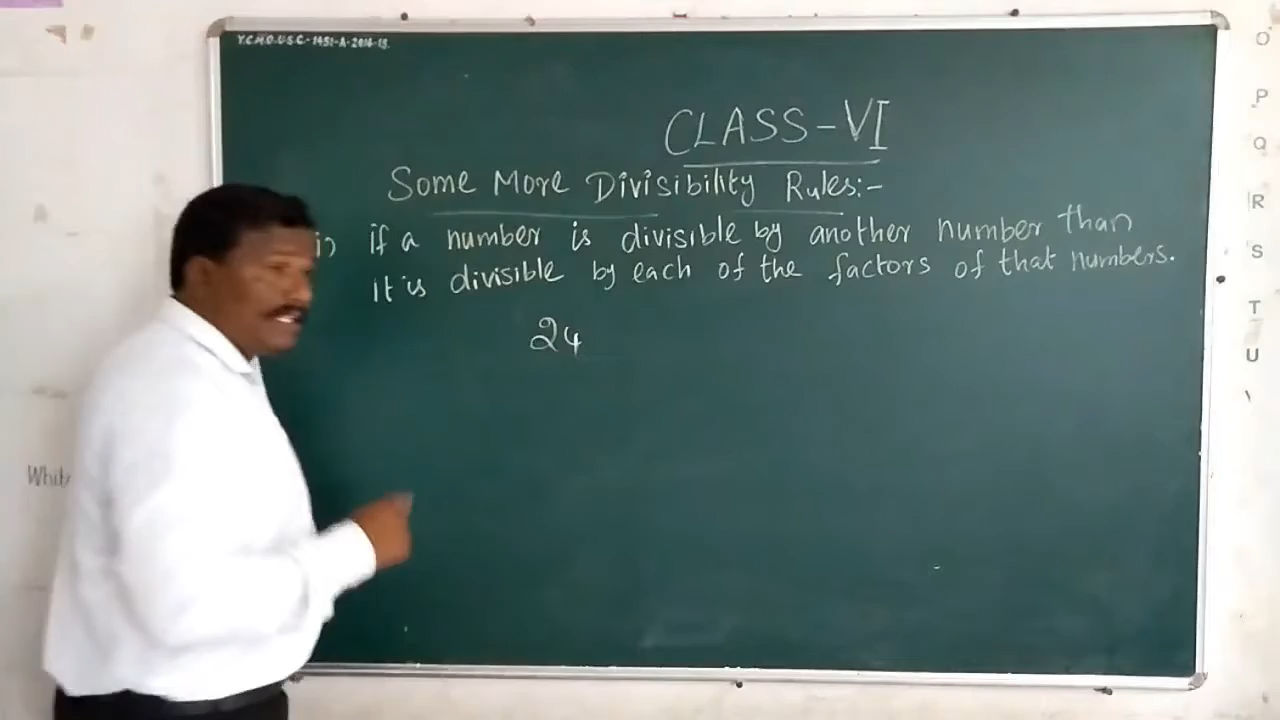 Y.C.M.O.U.S.C.-1451-A-2014-15.
CLASS-VI
Some More Divisibility Rules:-
i) if a number is divisible by another number than
It is divisible by each of the factors of that numbers.
24
O
P
Q
R
S
T
U
Whit